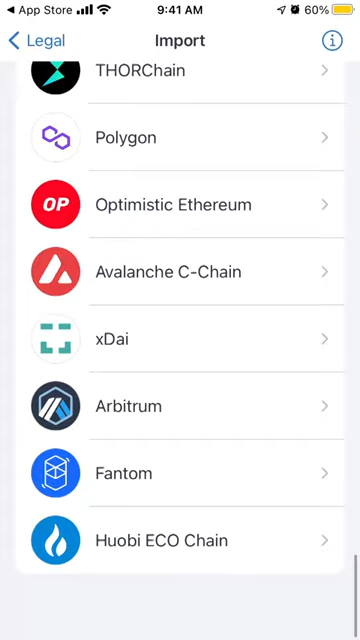 App Store 9:41 AM 60%
Legal Import
THORChain
Polygon
OP Optimistic Ethereum
Avalanche C-Chain
xDai
Arbitrum
Fantom
Huobi ECO Chain